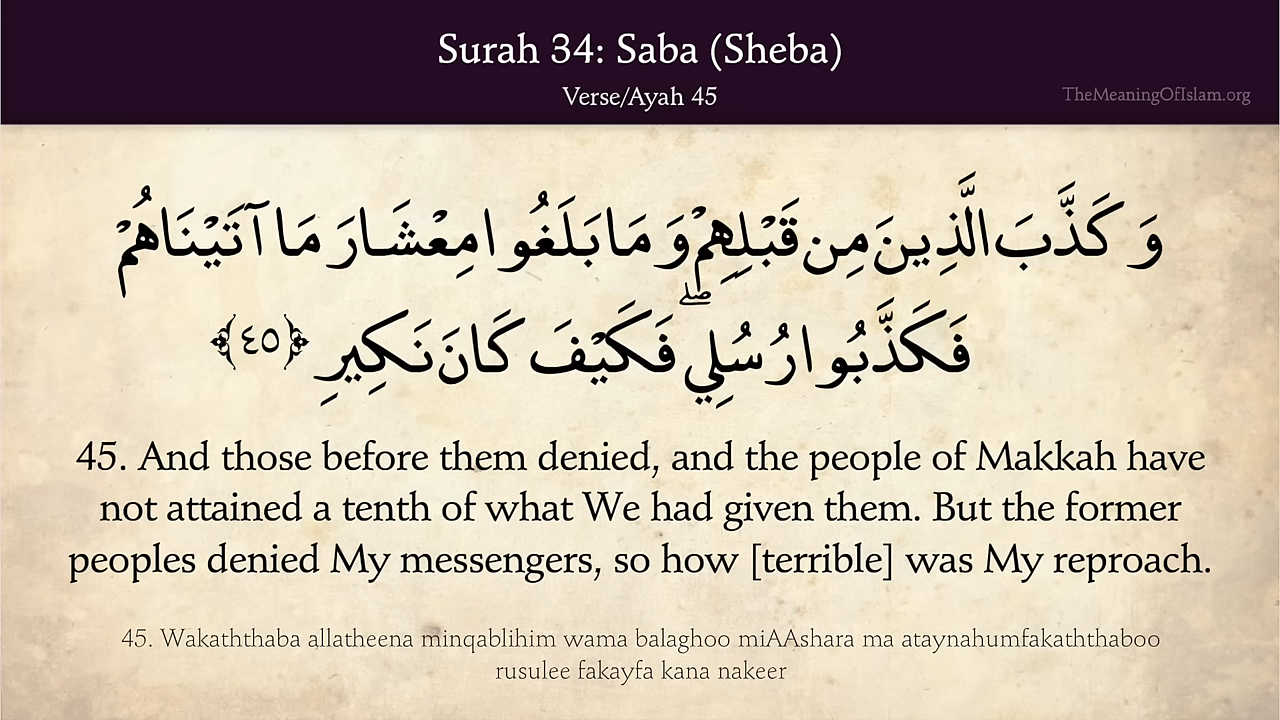 Surah 34: Saba (Sheba)
Verse/Ayah 45
TheMeaningOfIslam.org
وَكَذَّبَ الَّذِينَ مِن قَبْلِهِمْ وَمَا بَلَغُوا مِعْشَارَ مَا آتَيْنَاهُمْ
فَكَذَّبُوا رُسُلِي ۖ فَكَيْفَ كَانَ نَكِيرِ ﴿٤٥﴾
45. And those before them denied, and the people of Makkah have
not attained a tenth of what We had given them. But the former
peoples denied My messengers, so how [terrible] was My reproach.
45. Wakaththaba allatheena minqablihim wama balaghoo miAAshara ma ataynahumfakaththaboo
rusulee fakayfa kana nakeer